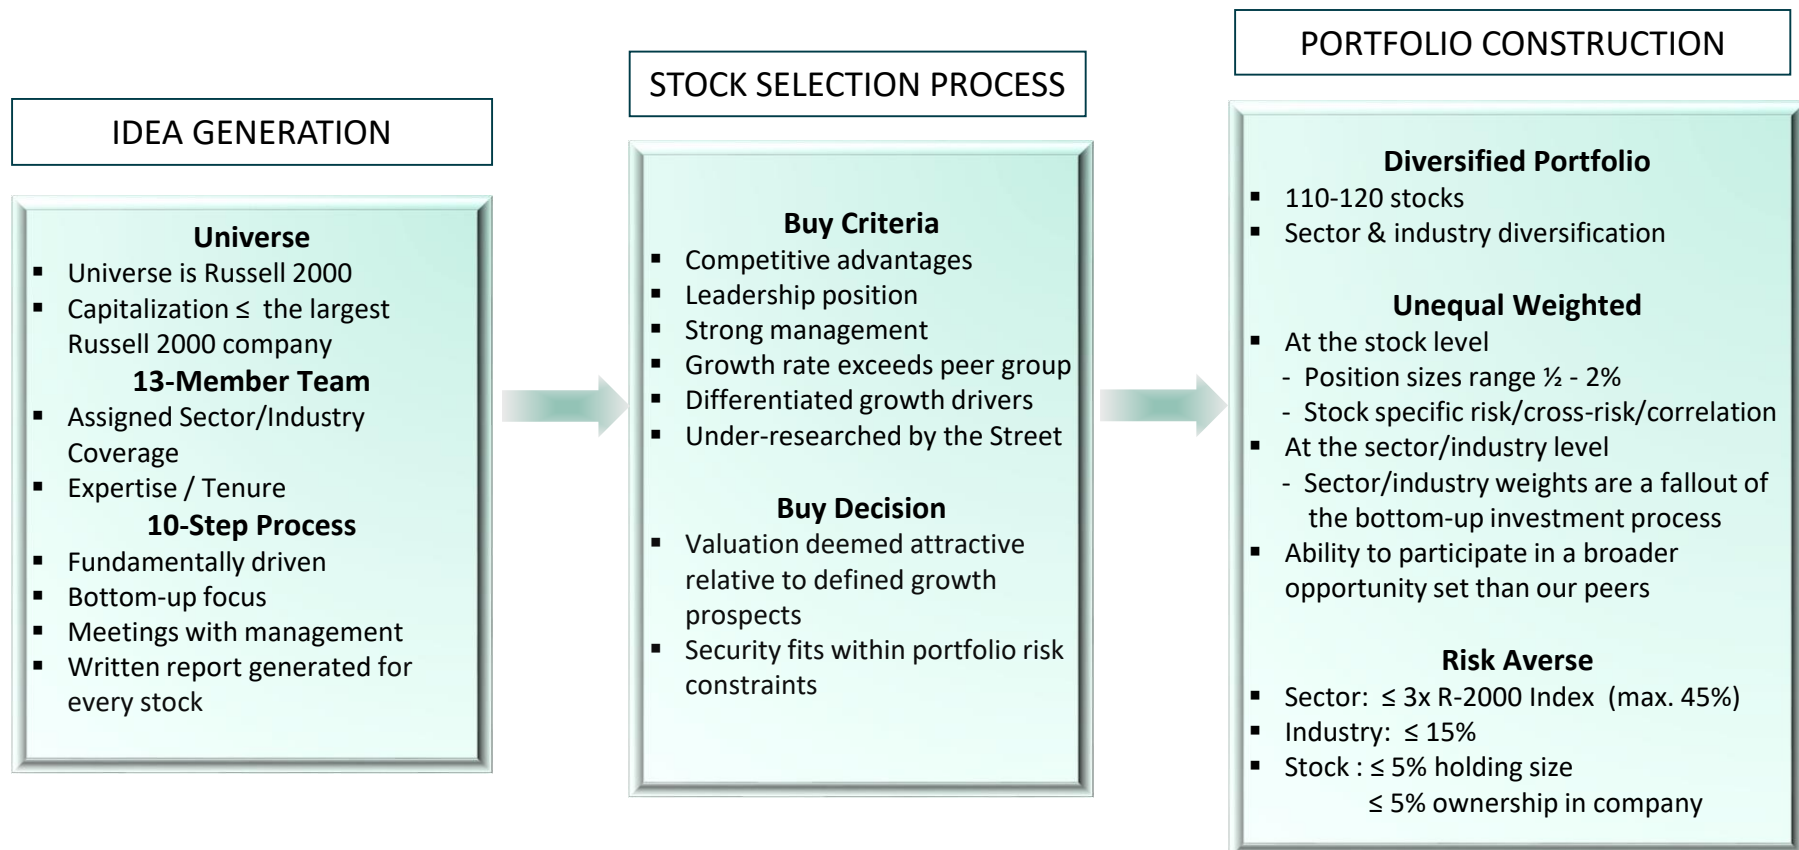 IDEA GENERATION
Universe
▪ Universe is Russell 2000
▪ Capitalization ≤ the largest
Russell 2000 company
13-Member Team
▪ Assigned Sector/Industry
Coverage
▪ Expertise / Tenure
10-Step Process
▪ Fundamentally driven
▪ Bottom-up focus
▪ Meetings with management
▪ Written report generated for
every stock
STOCK SELECTION PROCESS
Buy Criteria
▪ Competitive advantages
▪ Leadership position
▪ Strong management
▪ Growth rate exceeds peer group
▪ Differentiated growth drivers
▪ Under-researched by the Street
Buy Decision
▪ Valuation deemed attractive
relative to defined growth
prospects
▪ Security fits within portfolio risk
constraints
PORTFOLIO CONSTRUCTION
Diversified Portfolio
▪ 110-120 stocks
▪ Sector & industry diversification
Unequal Weighted
▪ At the stock level
- Position sizes range ½ - 2%
- Stock specific risk/cross-risk/correlation
▪ At the sector/industry level
- Sector/industry weights are a fallout of
the bottom-up investment process
▪ Ability to participate in a broader
opportunity set than our peers
Risk Averse
▪ Sector: ≤ 3x R-2000 Index (max. 45%)
▪ Industry: ≤ 15%
▪ Stock : ≤ 5% holding size
≤ 5% ownership in company